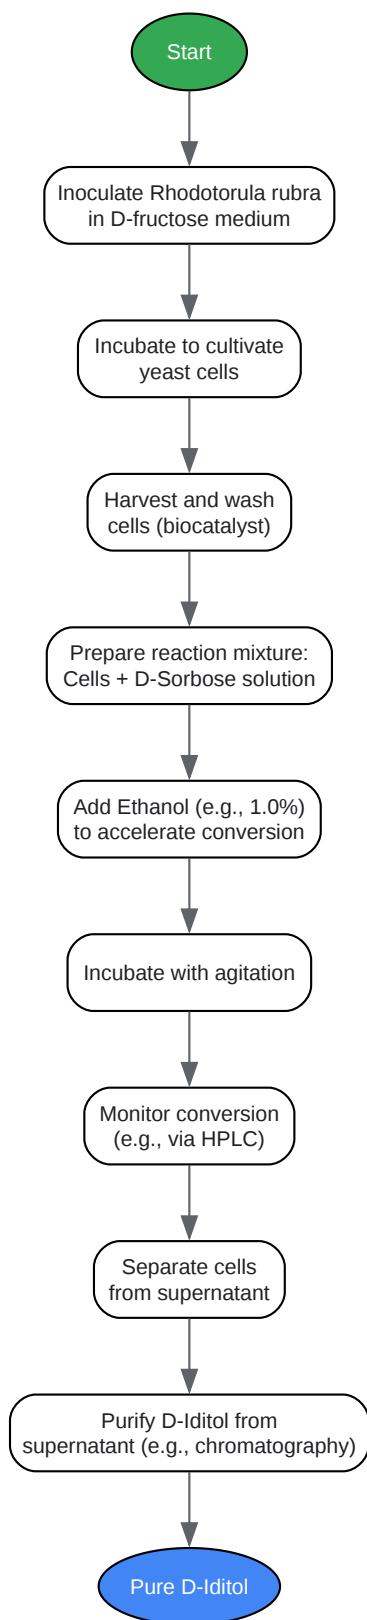 Start
Inoculate Rhodotorula rubra
in D-fructose medium
Incubate to cultivate
yeast cells
Harvest and wash
cells (biocatalyst)
Prepare reaction mixture:
Cells + D-Sorbose solution
Add Ethanol (e.g., 1.0%)
to accelerate conversion
Incubate with agitation
Monitor conversion
(e.g., via HPLC)
Separate cells
from supernatant
Purify D-Iditol from
supernatant (e.g., chromatography)
Pure D-Iditol